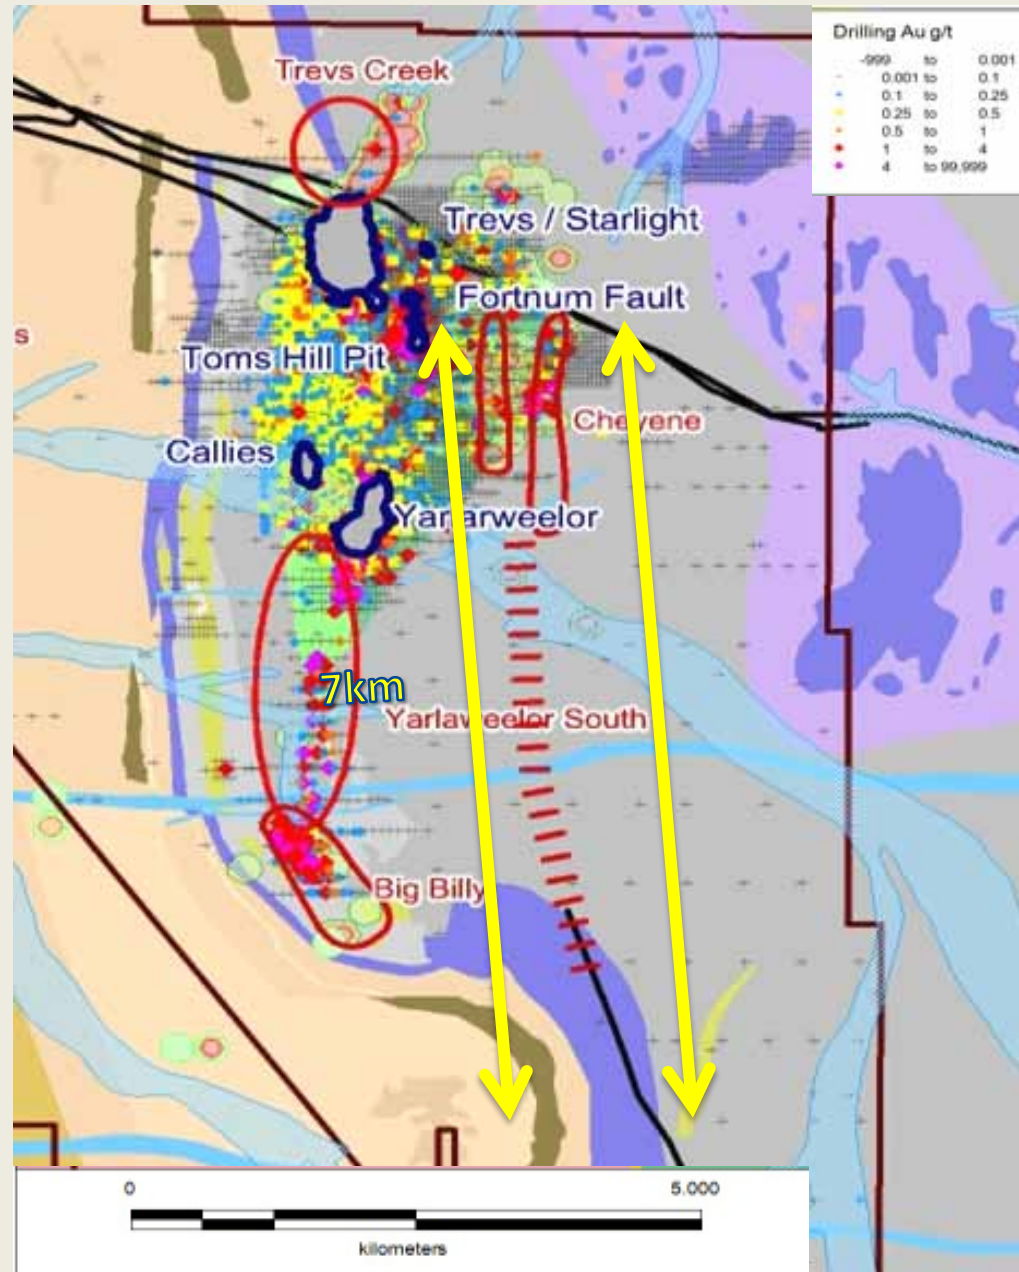 Drilling Au g/t
-999 to 0.001
0.001 to 0.1
0.1 to 0.25
0.25 to 0.5
0.5 to 1
1 to 4
4 to 99,999
Trevs Creek
Trevs / Starlight
Fortnum Fault
s
Toms Hill Pit
Cheyene
Callies
Yarlarweelor
7km
Yarlaweelor South
Big Billy
0 5.000
kilometers